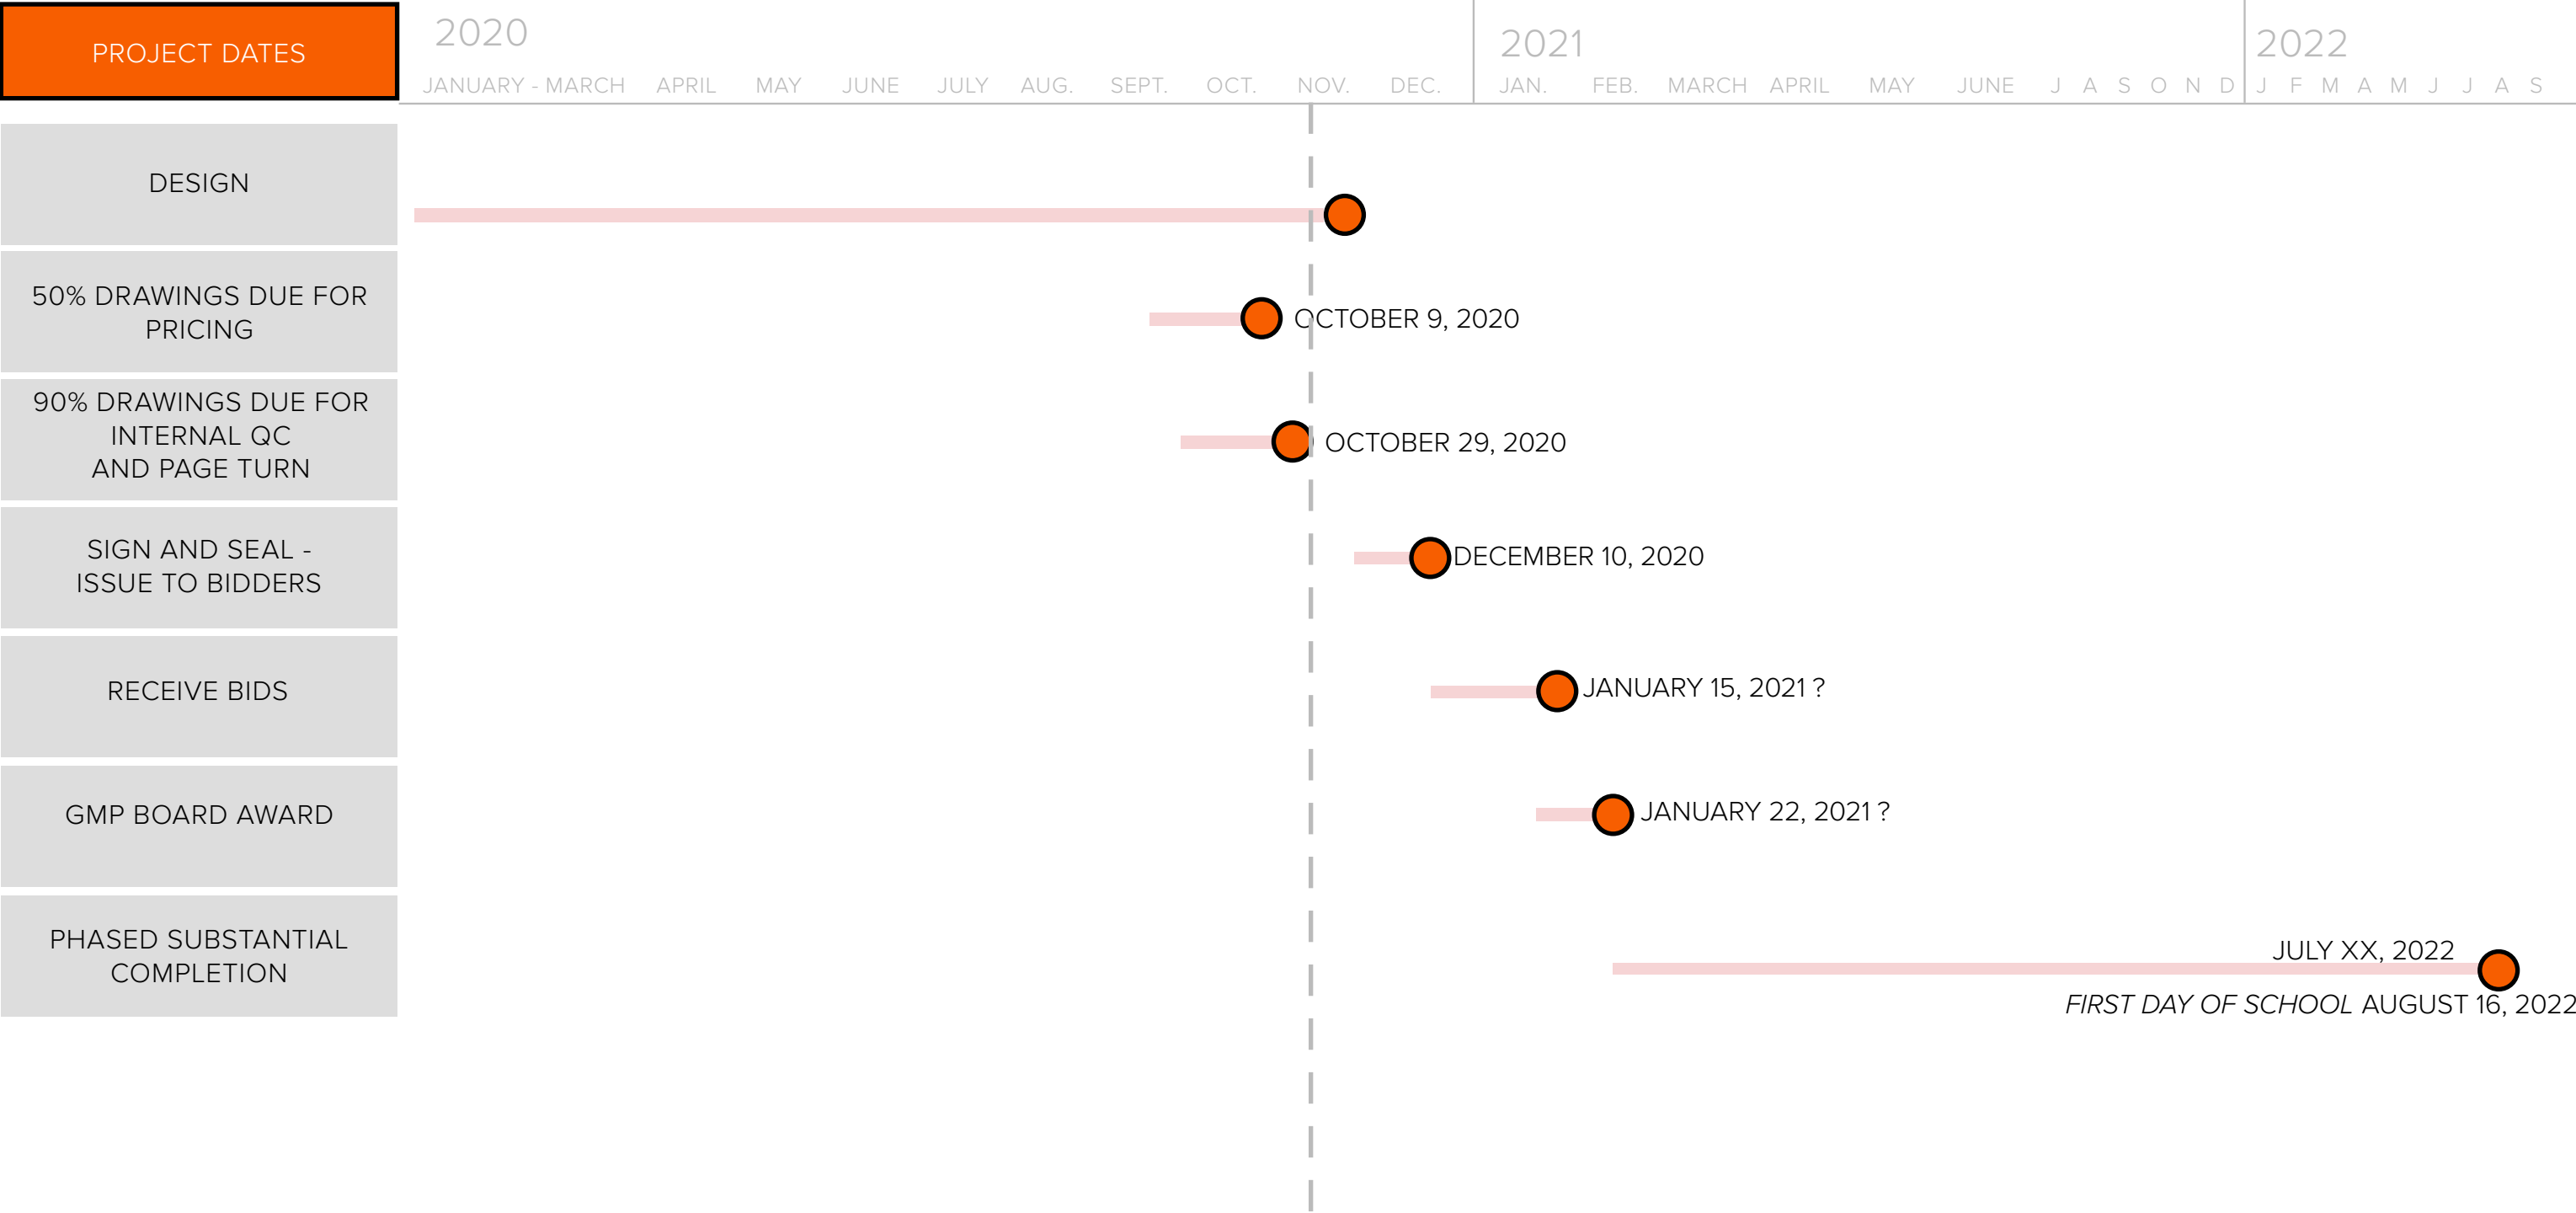 PROJECT DATES
2020
2021
2022
JANUARY - MARCH APRIL MAY JUNE JULY AUG. SEPT. OCT. NOV. DEC. JAN. FEB. MARCH APRIL MAY JUNE J A S O N D J F M A M J J A S
DESIGN
50% DRAWINGS DUE FOR
PRICING
OCTOBER 9, 2020
90% DRAWINGS DUE FOR
INTERNAL QC
AND PAGE TURN
OCTOBER 29, 2020
SIGN AND SEAL -
ISSUE TO BIDDERS
DECEMBER 10, 2020
RECEIVE BIDS
JANUARY 15, 2021 ?
GMP BOARD AWARD
JANUARY 22, 2021 ?
PHASED SUBSTANTIAL
COMPLETION
JULY XX, 2022
FIRST DAY OF SCHOOL AUGUST 16, 2022